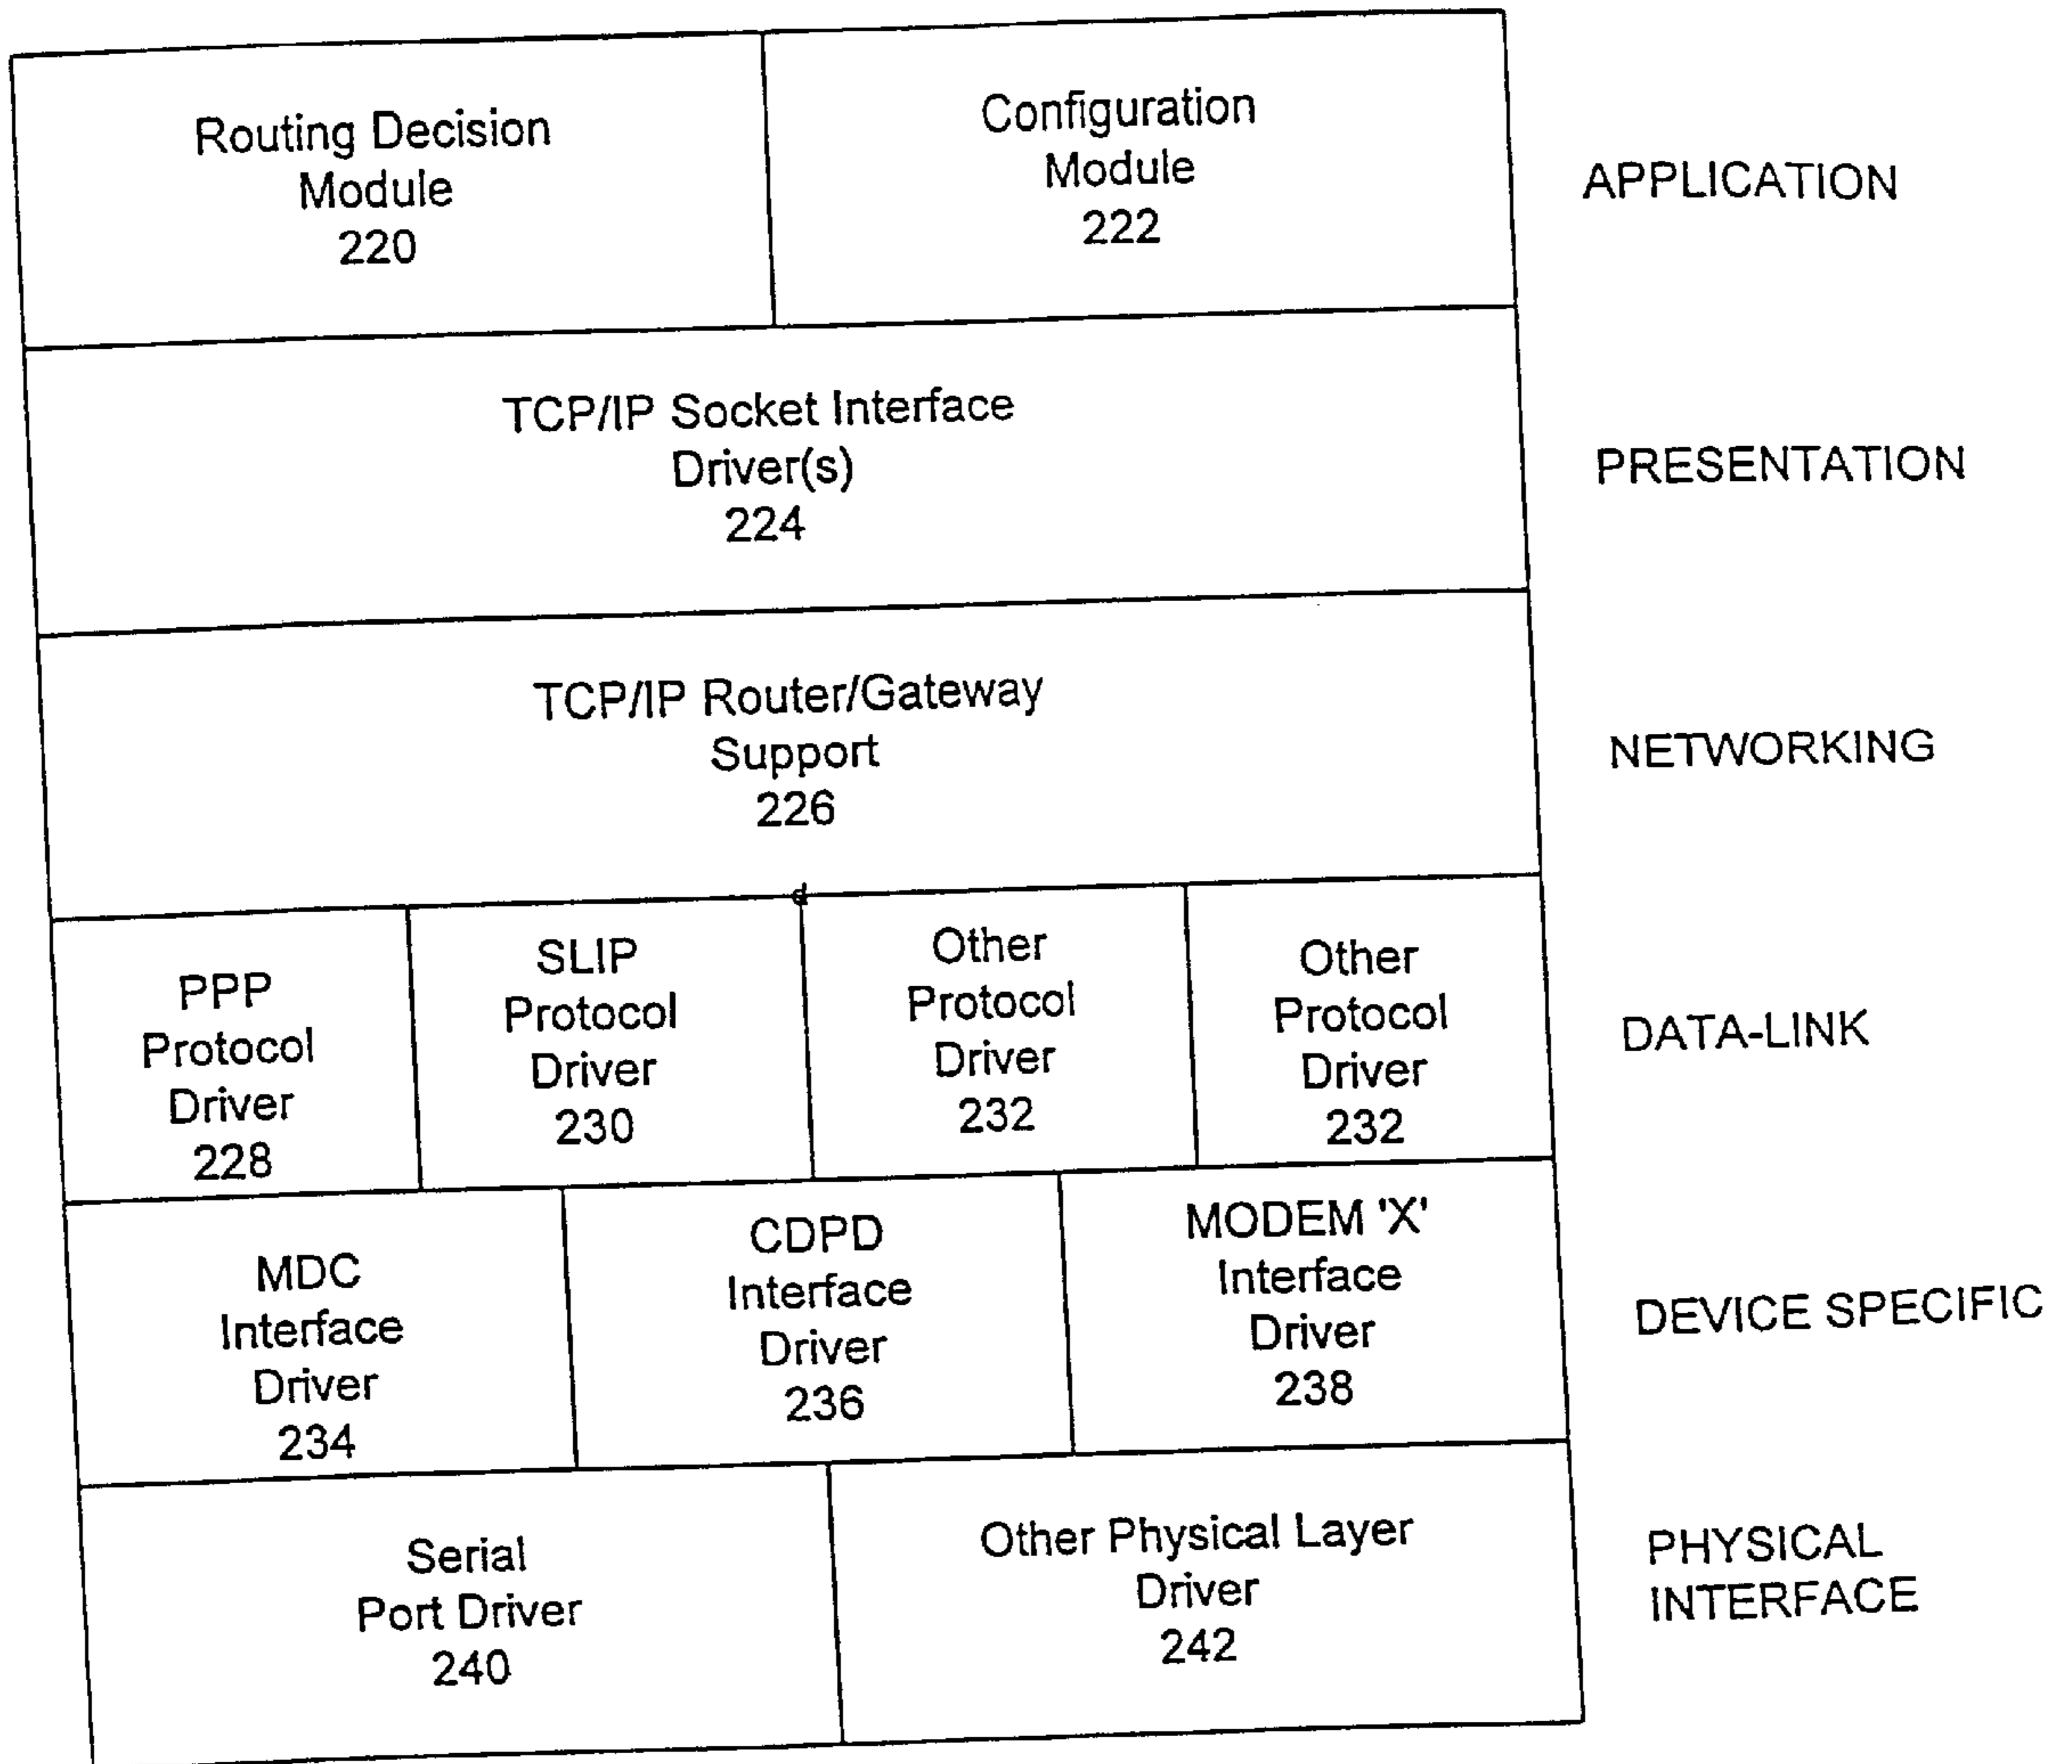 Routing Decision
Module
220
Configuration
Module
222
APPLICATION
TCP/IP Socket Interface
Driver(s)
224
PRESENTATION
TCP/IP Router/Gateway
Support
226
NETWORKING
PPP
Protocol
Driver
228
SLIP
Protocol
Driver
230
Other
Protocol
Driver
232
Other
Protocol
Driver
232
DATA-LINK
MDC
Interface
Driver
234
CDPD
Interface
Driver
236
MODEM 'X'
Interface
Driver
238
DEVICE SPECIFIC
Serial
Port Driver
240
Other Physical Layer
Driver
242
PHYSICAL
INTERFACE